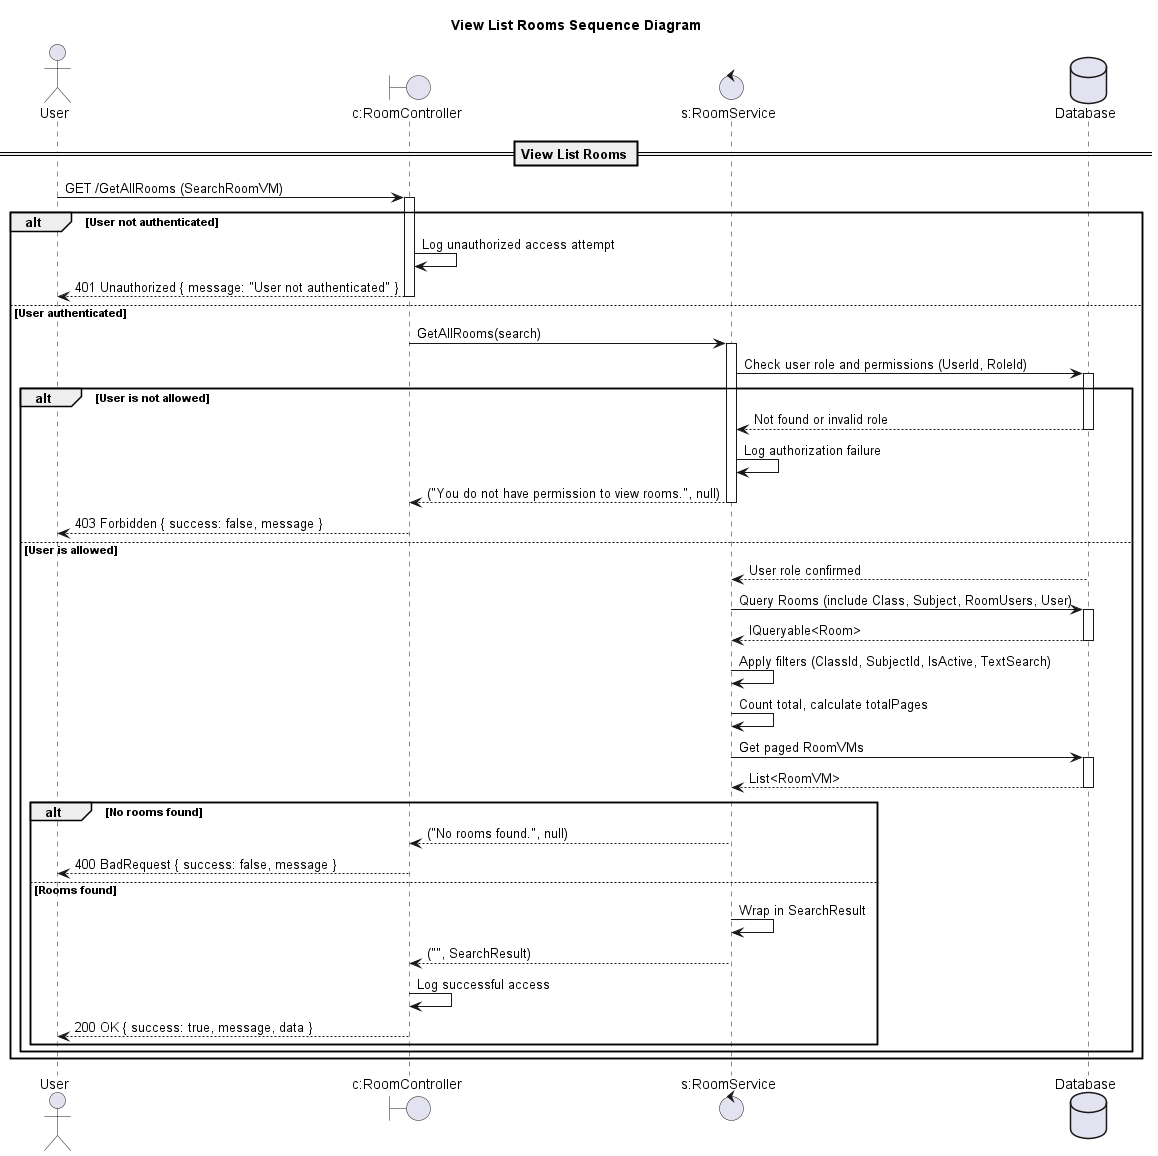 View List Rooms Sequence Diagram
User
c:RoomController
s:RoomService
Database
View List Rooms
GET /GetAllRooms (SearchRoomVM)
alt [User not authenticated]
Log unauthorized access attempt
401 Unauthorized { message: "User not authenticated" }
[User authenticated]
GetAllRooms(search)
Check user role and permissions (UserId, RoleId)
alt [User is not allowed]
Not found or invalid role
Log authorization failure
("You do not have permission to view rooms.", null)
403 Forbidden { success: false, message }
[User is allowed]
User role confirmed
Query Rooms (include Class, Subject, RoomUsers, User)
IQueryable<Room>
Apply filters (ClassId, SubjectId, IsActive, TextSearch)
Count total, calculate totalPages
Get paged RoomVMs
List<RoomVM>
alt [No rooms found]
("No rooms found.", null)
400 BadRequest { success: false, message }
[Rooms found]
Wrap in SearchResult
("", SearchResult)
Log successful access
200 OK { success: true, message, data }
User
c:RoomController
s:RoomService
Database